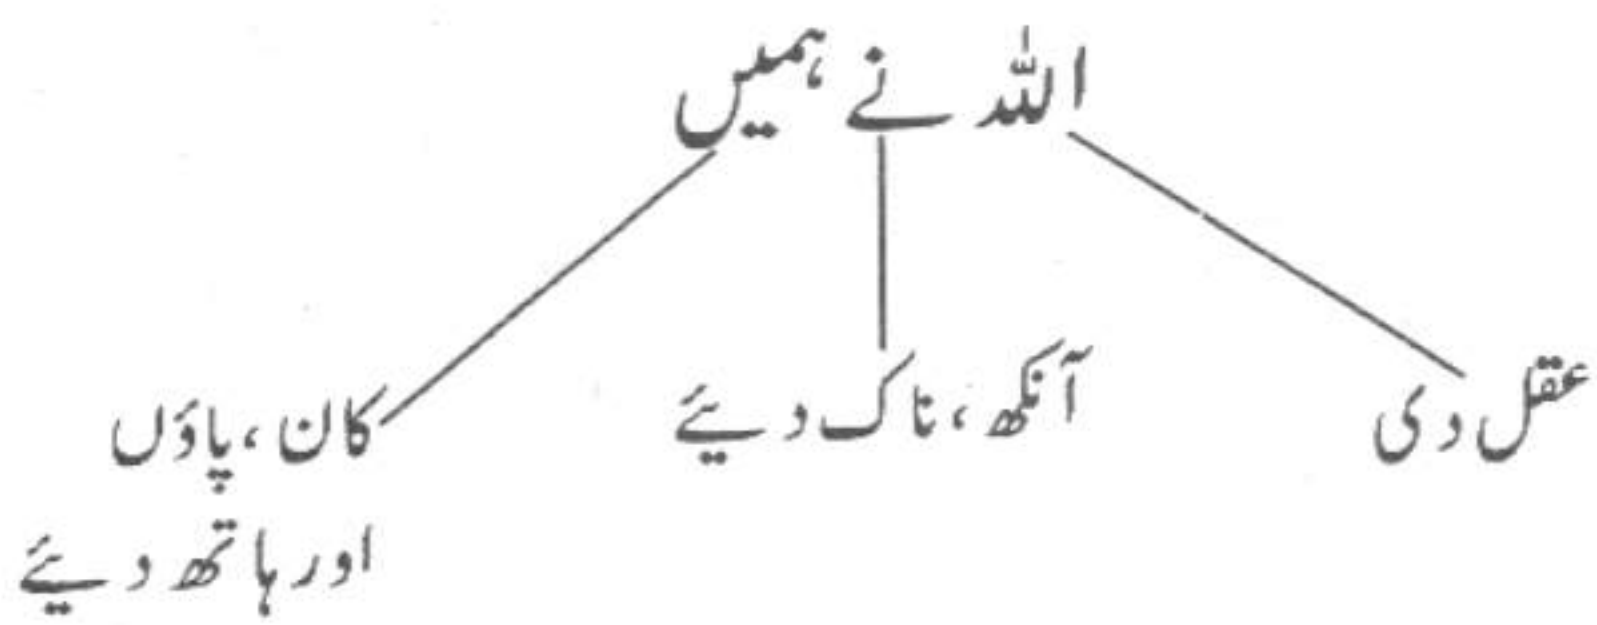 اللہ نے ہمیں
عقل دی
آنکھ، ناک دیئے
کان، پاؤں
اور ہاتھ دیئے